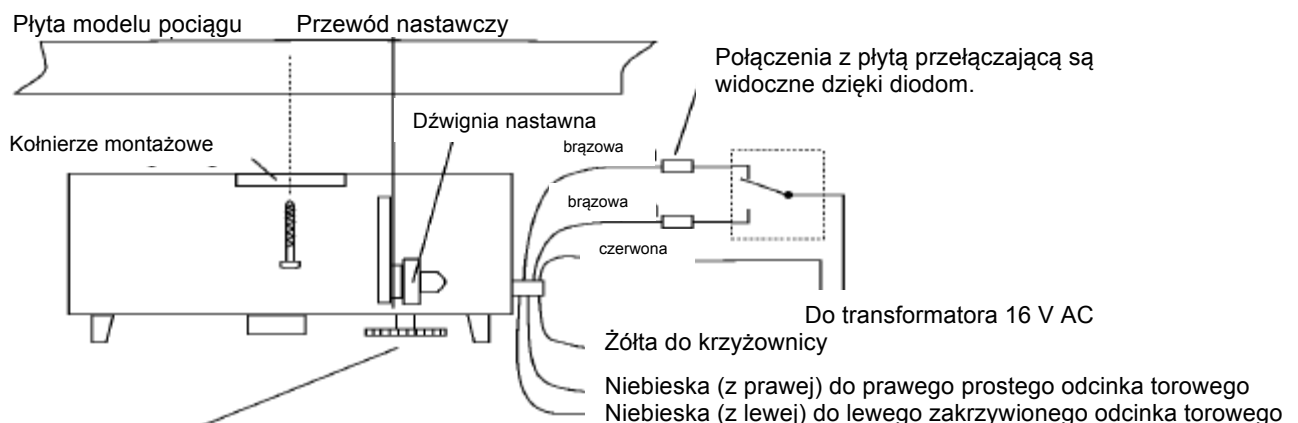 Płyta modelu pociągu
Przewód nastawczy
Połączenia z płytą przełączającą są
widoczne dzięki diodom.
Dźwignia nastawna
Kołnierze montażowe
brązowa
brązowa
czerwona
Do transformatora 16 V AC
Żółta do krzyżownicy
Niebieska (z prawej) do prawego prostego odcinka torowego
Niebieska (z lewej) do lewego zakrzywionego odcinka torowego